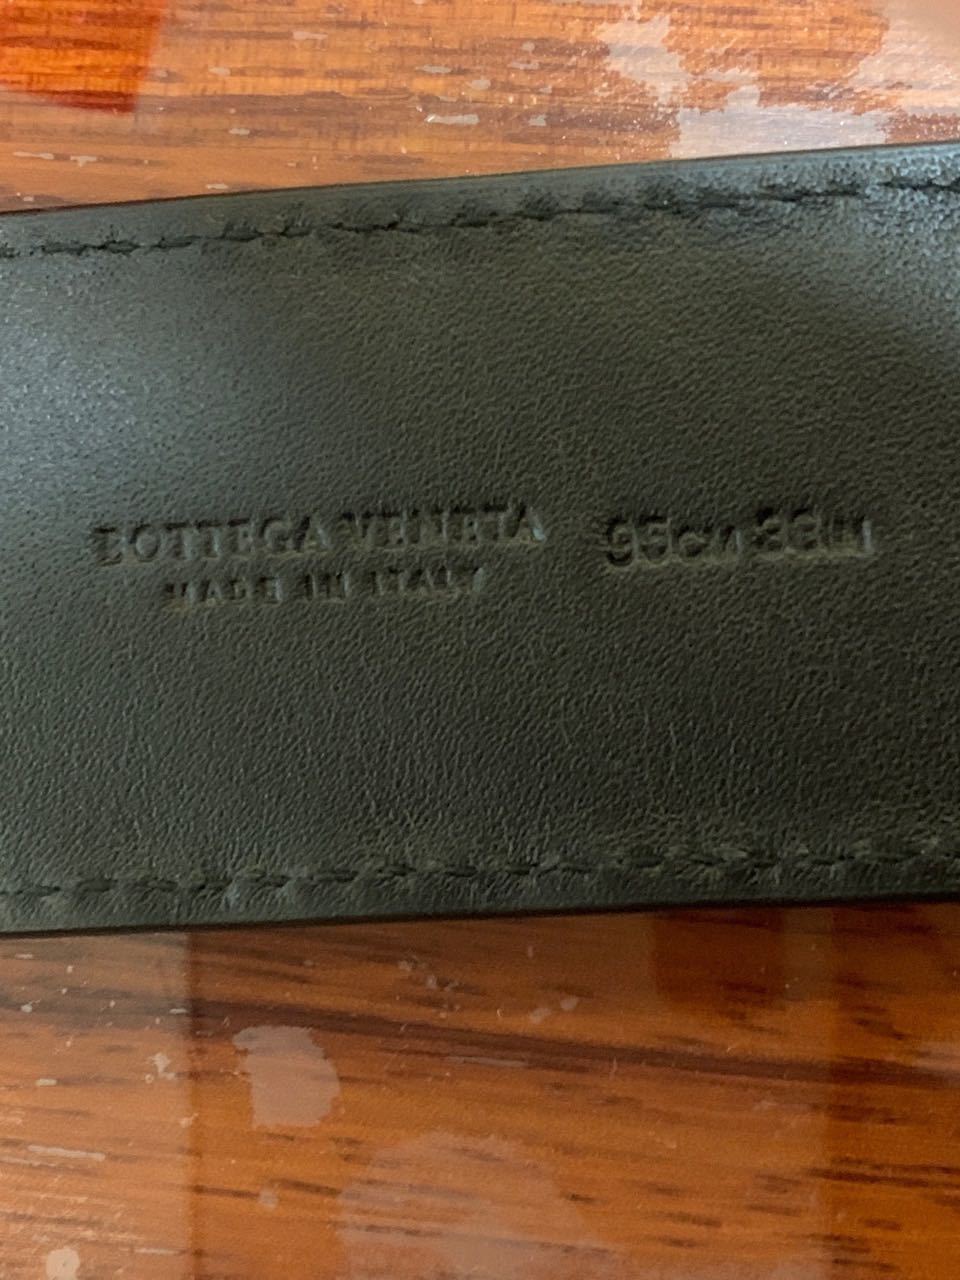 BOTTEGA VENETA
MADE IN ITALY
95cm 38in